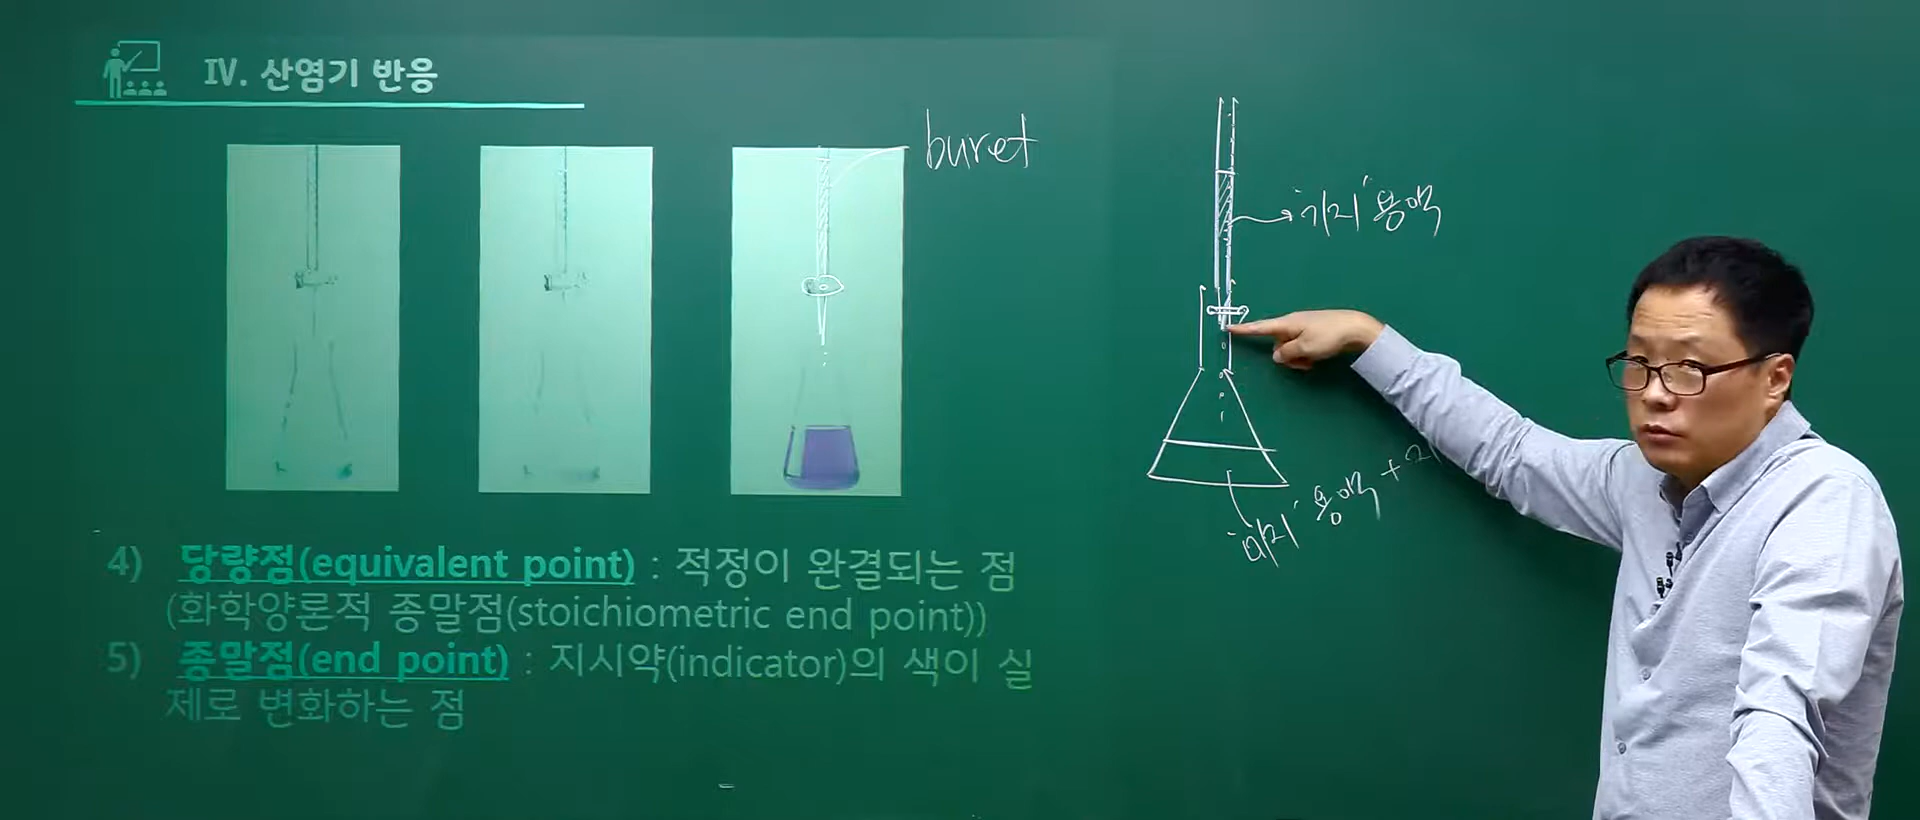 IV. 산염기 반응
buret
"기지" 용액
"미지" 용액 +
4) 당량점(equivalent point) : 적정이 완결되는 점
(화학양론적 종말점(stoichiometric end point))
5) 종말점(end point) : 지시약(indicator)의 색이 실
제로 변화하는 점